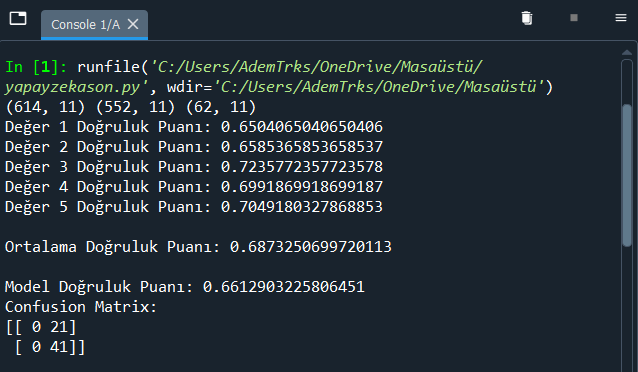 Console 1/A
In [1]: runfile('C:/Users/AdemTrks/OneDrive/Masaüstü/
yapayzekason.py', wdir='C:/Users/AdemTrks/OneDrive/Masaüstü')
(614, 11) (552, 11) (62, 11)
Değer 1 Doğruluk Puanı: 0.6504065040650406
Değer 2 Doğruluk Puanı: 0.6585365853658537
Değer 3 Doğruluk Puanı: 0.7235772357723578
Değer 4 Doğruluk Puanı: 0.6991869918699187
Değer 5 Doğruluk Puanı: 0.7049180327868853
Ortalama Doğruluk Puanı: 0.6873250699720113
Model Doğruluk Puanı: 0.6612903225806451
Confusion Matrix:
[[ 0 21]
 [ 0 41]]